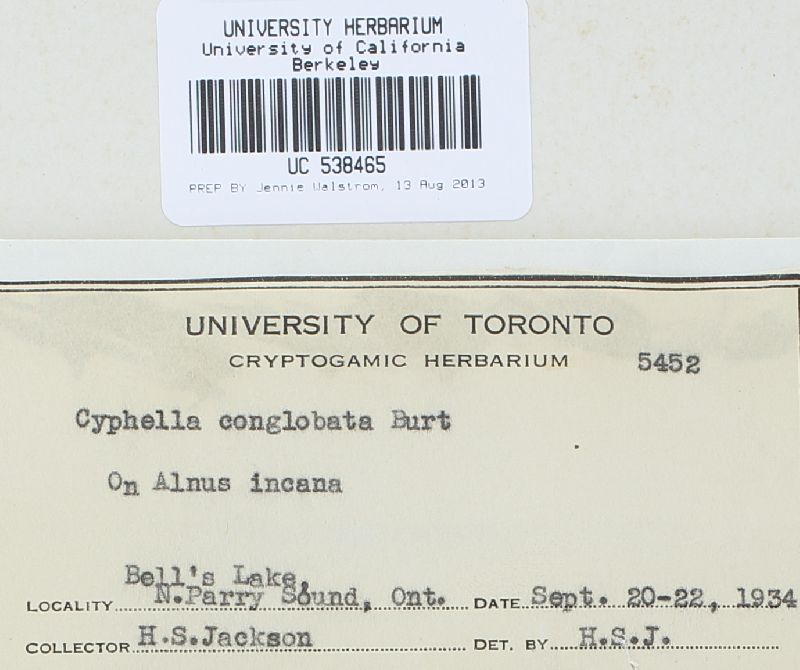 UNIVERSITY HERBARIUM
University of California
Berkeley
UC 538465
PREP BY Jennie Walstrom, 13 Aug 2013
UNIVERSITY OF TORONTO
CRYPTOGAMIC HERBARIUM 5452
Cyphella conglobata Burt
On Alnus incana
Bell's Lake,
LOCALITY N.Parry Sound, Ont. DATE Sept. 20-22, 1934
COLLECTOR H.S.Jackson DET. BY H.S.J.